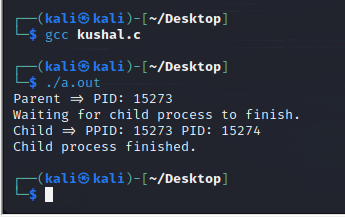 ┌──(kali㉿kali)-[~/Desktop]
└─$ gcc kushal.c
┌──(kali㉿kali)-[~/Desktop]
└─$ ./a.out
Parent => PID: 15273
Waiting for child process to finish.
Child => PPID: 15273 PID: 15274
Child process finished.
┌──(kali㉿kali)-[~/Desktop]
└─$